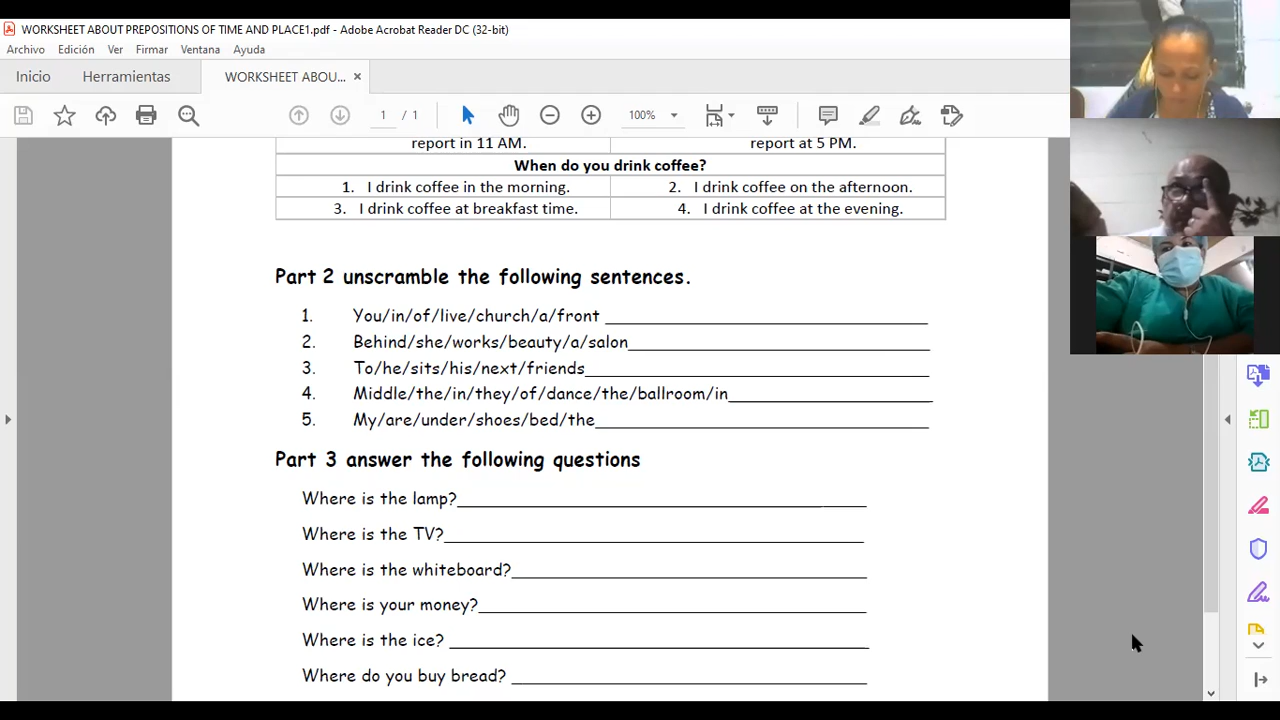 WORKSHEET ABOUT PREPOSITIONS OF TIME AND PLACE1.pdf - Adobe Acrobat Reader DC (32-bit)
Archivo Edición Ver Firmar Ventana Ayuda
Inicio Herramientas WORKSHEET ABOU... ×
1 / 1 100%
report in 11 AM. report at 5 PM.
When do you drink coffee?
1. I drink coffee in the morning. 2. I drink coffee on the afternoon.
3. I drink coffee at breakfast time. 4. I drink coffee at the evening.
Part 2 unscramble the following sentences.
1. You/in/of/live/church/a/front
2. Behind/she/works/beauty/a/salon
3. To/he/sits/his/next/friends
4. Middle/the/in/they/of/dance/the/ballroom/in
5. My/are/under/shoes/bed/the
Part 3 answer the following questions
Where is the lamp?
Where is the TV?
Where is the whiteboard?
Where is your money?
Where is the ice?
Where do you buy bread?